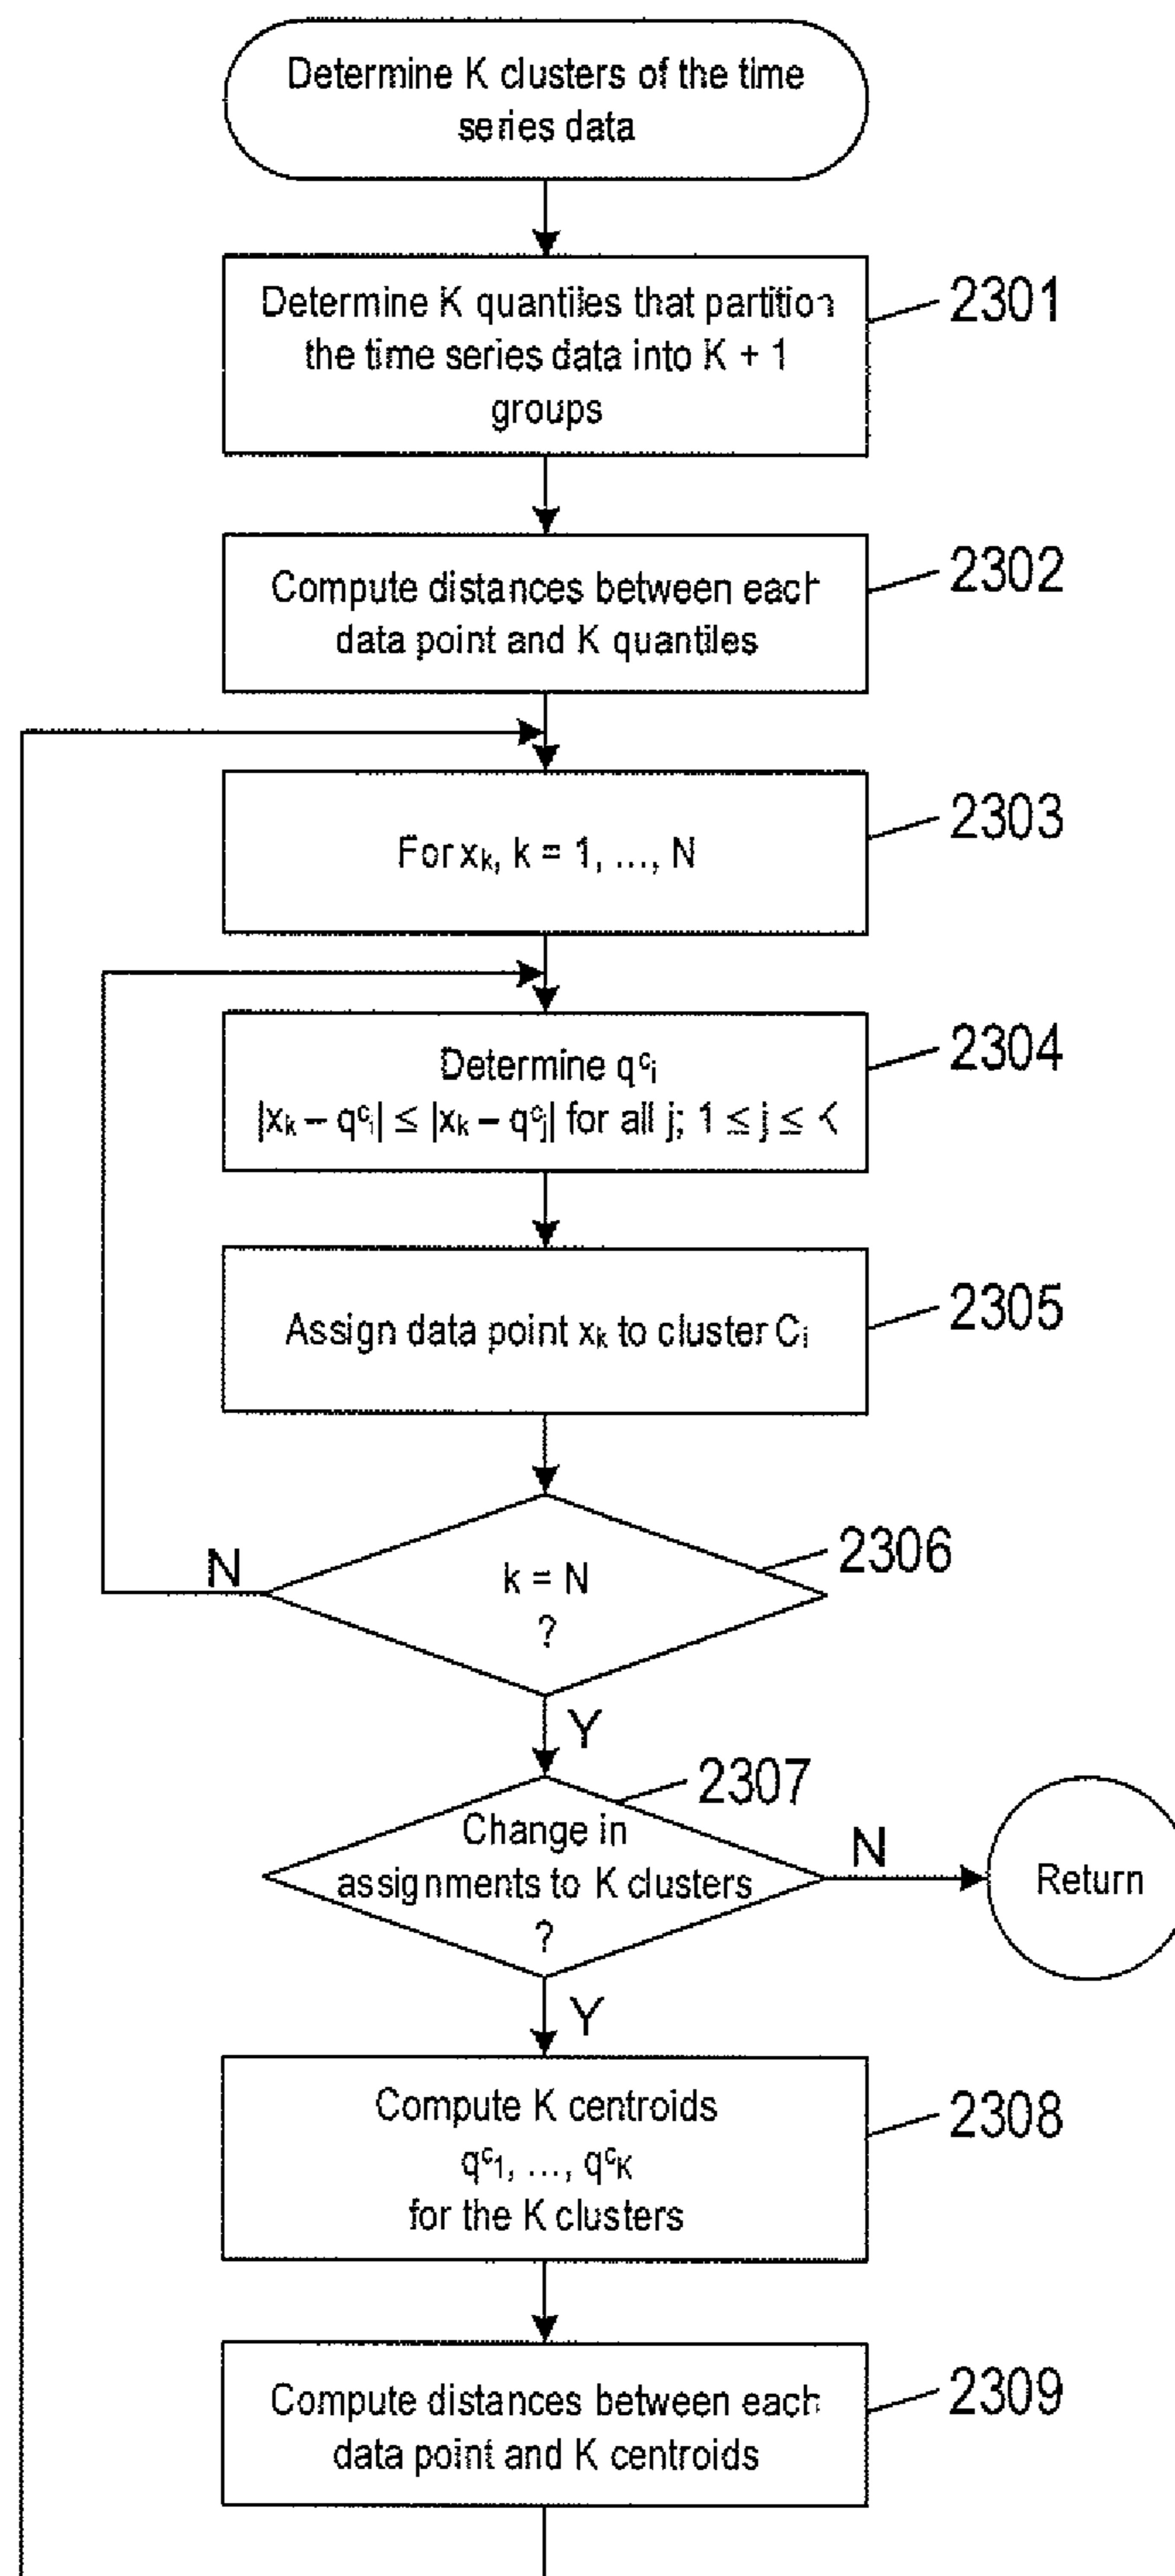 Determine K clusters of the time
series data
Determine K quantiles that partition
the time series data into K + 1
groups
2301
Compute distances between each
data point and K quantiles
2302
For xₖ, k = 1, ..., N
2303
Determine qᶜᵢ
|xₖ – qᶜᵢ| ≤ |xₖ – qᶜⱼ| for all j; 1 ≤ j ≤ K
2304
Assign data point xₖ to cluster Cᵢ
2305
k = N
?
2306
N
Y
2307
Change in
assignments to K clusters
?
N
Return
Y
Compute K centroids
qᶜ₁, ..., qᶜK
for the K clusters
2308
Compute distances between each
data point and K centroids
2309